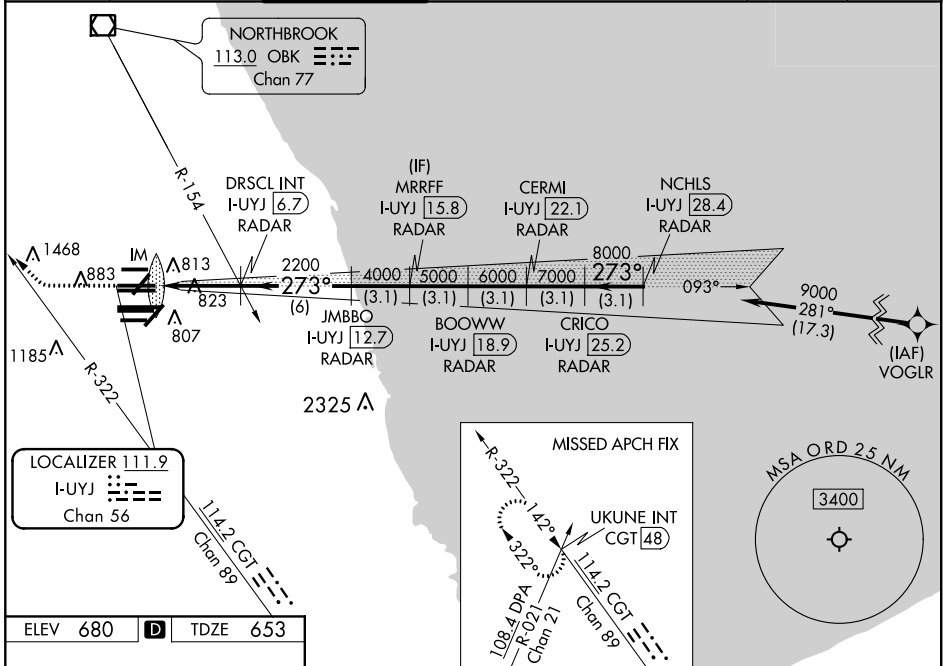 NORTHBROOK
113.0 OBK
Chan 77
R-154
DRSCL INT
I-UYJ 6.7
RADAR
(IF)
MRRFF
I-UYJ 15.8
RADAR
CERMI
I-UYJ 22.1
RADAR
NCHLS
I-UYJ 28.4
RADAR
1468
883
IM
813
823
807
1185
R-322
2200
273°
(6)
4000
(3.1)
5000
(3.1)
6000
(3.1)
7000
8000
273°
(3.1)
093°
9000
281°
(17.3)
(IAF)
VOGLR
JMBBO
I-UYJ 12.7
RADAR
BOOWW
I-UYJ 18.9
RADAR
CRICO
I-UYJ 25.2
RADAR
2325
LOCALIZER 111.9
I-UYJ
Chan 56
114.2 CGT
Chan 89
MISSED APCH FIX
R-322
142°
322°
UKUNE INT
CGT 48
114.2 CGT
Chan 89
108.4 DPA
R-021
Chan 21
MSA ORD 25 NM
3400
ELEV 680 D TDZE 653